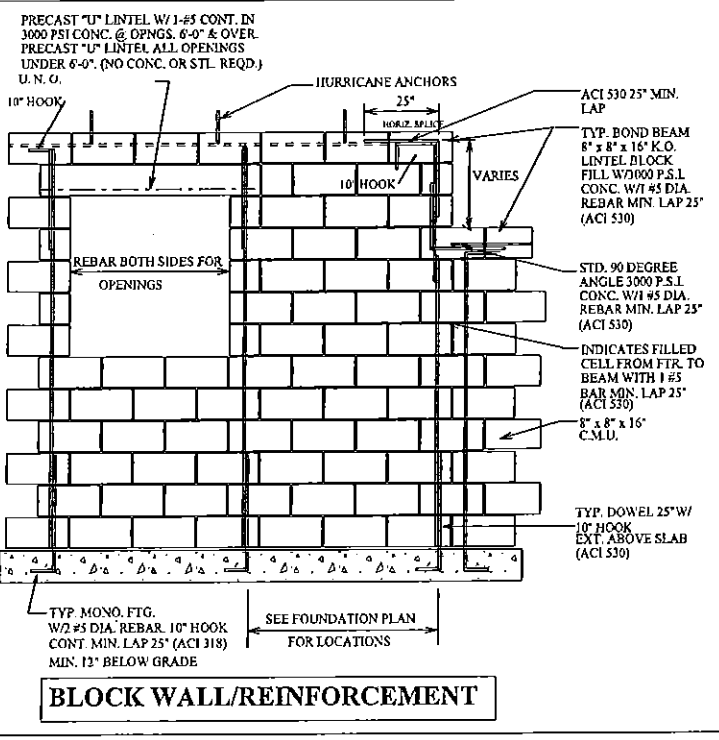 PRECAST "U" LINTEL W/ 1-#5 CONT. IN
3000 PSI CONC. @ OPNGS. 6'-0" & OVER.
PRECAST "U" LINTEL ALL OPENINGS
UNDER 6'-0". (NO CONC. OR STL. REQD.)
U. N. O.
10" HOOK
HURRICANE ANCHORS
25"
HORIZ. SPLICE
ACI 530 25" MIN.
LAP
TYP. BOND BEAM
8" x 8" x 16" K.O.
LINTEL BLOCK
FILL W/3000 P.S.I.
CONC. W/1 #5 DIA.
REBAR MIN. LAP 25"
(ACI 530)
10" HOOK
VARIES
REBAR BOTH SIDES FOR
OPENINGS
STD. 90 DEGREE
ANGLE 3000 P.S.I.
CONC. W/1 #5 DIA.
REBAR MIN. LAP 25"
(ACI 530)
INDICATES FILLED
CELL FROM FTR. TO
BEAM WITH 1 #5
BAR MIN. LAP 25"
(ACI 530)
8" x 8" x 16"
C.M.U.
TYP. DOWEL 25" W/
10" HOOK
EXT. ABOVE SLAB
(ACI 530)
TYP. MONO. FTG.
W/2 #5 DIA. REBAR. 10" HOOK
CONT. MIN. LAP 25" (ACI 318)
MIN. 12" BELOW GRADE
SEE FOUNDATION PLAN
FOR LOCATIONS
BLOCK WALL/REINFORCEMENT